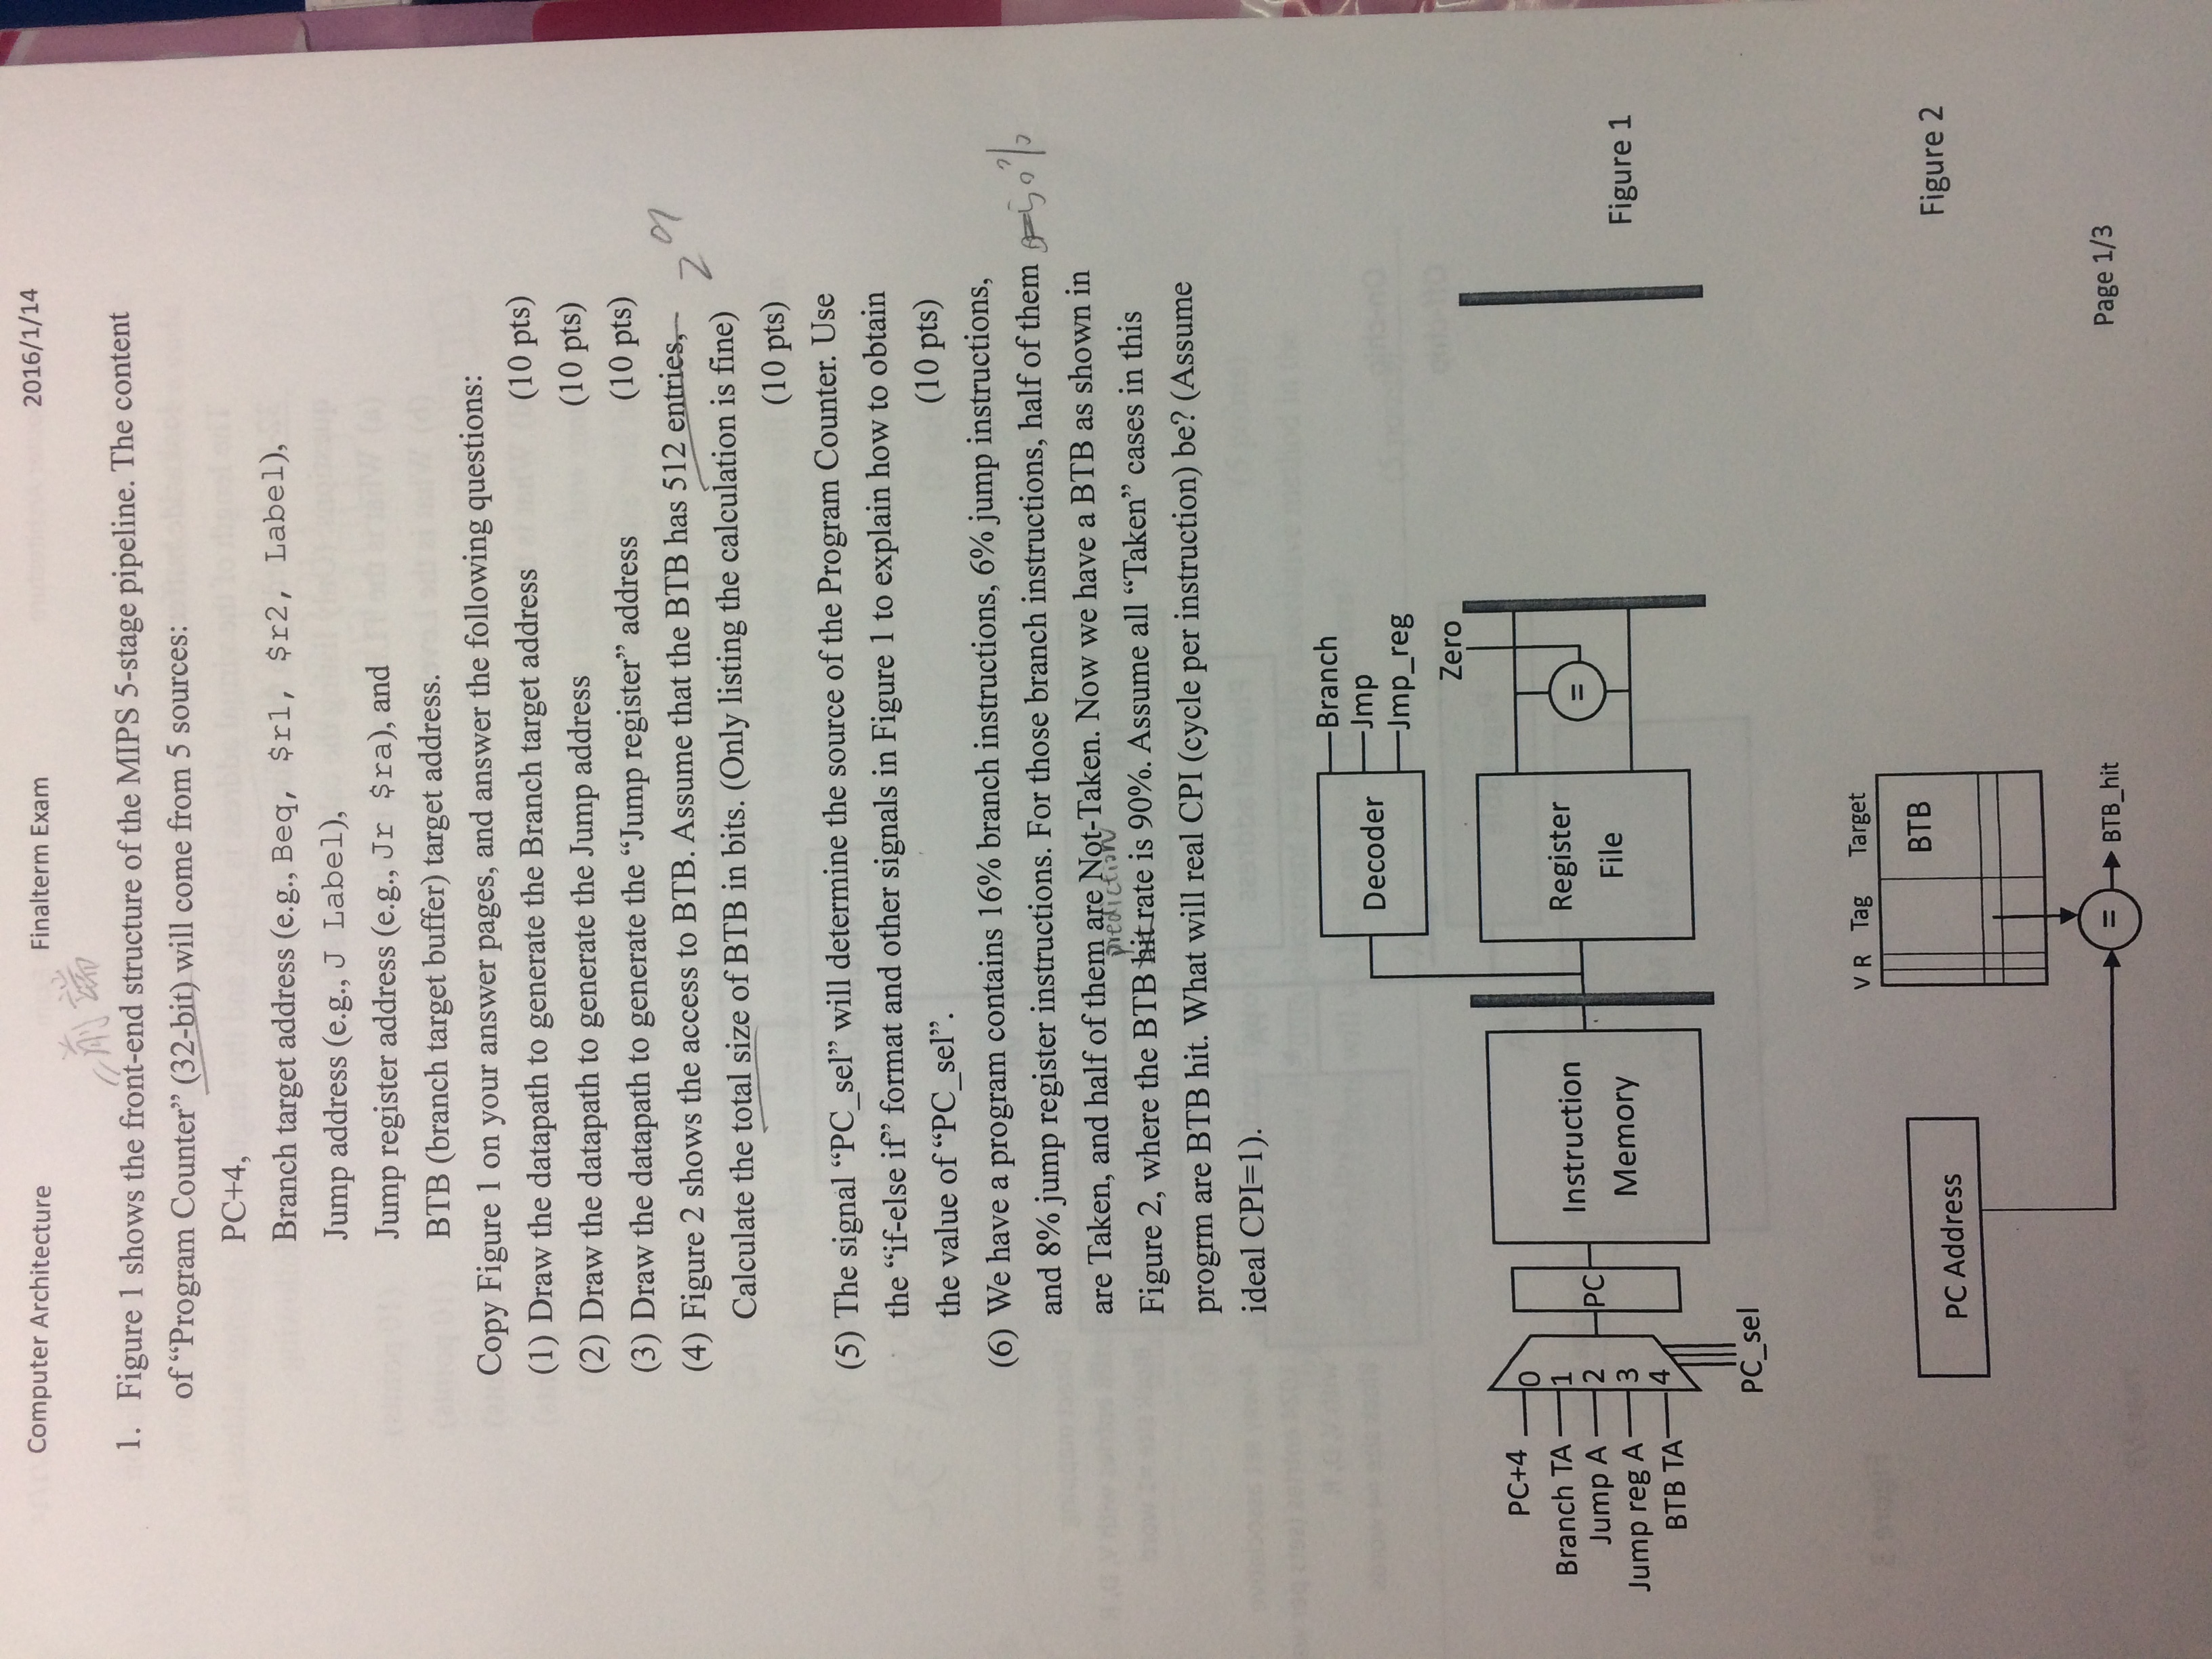 Computer Architecture Finalterm Exam 2016/1/14
前端
1. Figure 1 shows the front-end structure of the MIPS 5-stage pipeline. The content
of “Program Counter” (32-bit) will come from 5 sources:
PC+4,
Branch target address (e.g., Beq, $r1, $r2, Label),
Jump address (e.g., J Label),
Jump register address (e.g., Jr $ra), and
BTB (branch target buffer) target address.
Copy Figure 1 on your answer pages, and answer the following questions:
(1) Draw the datapath to generate the Branch target address (10 pts)
(2) Draw the datapath to generate the Jump address (10 pts)
(3) Draw the datapath to generate the “Jump register” address (10 pts)
(4) Figure 2 shows the access to BTB. Assume that the BTB has 512 entries, 2^9
Calculate the total size of BTB in bits. (Only listing the calculation is fine)
(10 pts)
(5) The signal “PC_sel” will determine the source of the Program Counter. Use
the “if-else if” format and other signals in Figure 1 to explain how to obtain
the value of “PC_sel”. (10 pts)
(6) We have a program contains 16% branch instructions, 6% jump instructions,
and 8% jump register instructions. For those branch instructions, half of them 50%
are Taken, and half of them are Not-Taken. Now we have a BTB as shown in
prediction
Figure 2, where the BTB hit rate is 90%. Assume all “Taken” cases in this
progrm are BTB hit. What will real CPI (cycle per instruction) be? (Assume
ideal CPI=1).
Branch
Decoder Jmp
Jmp_reg
Zero
PC+4 0
Branch TA 1
Jump A 2
Jump reg A 3
BTB TA 4
PC
Instruction
Memory
Register
File
=
Figure 1
PC_sel
V R Tag Target
BTB
PC Address
Figure 2
= BTB_hit
Page 1/3